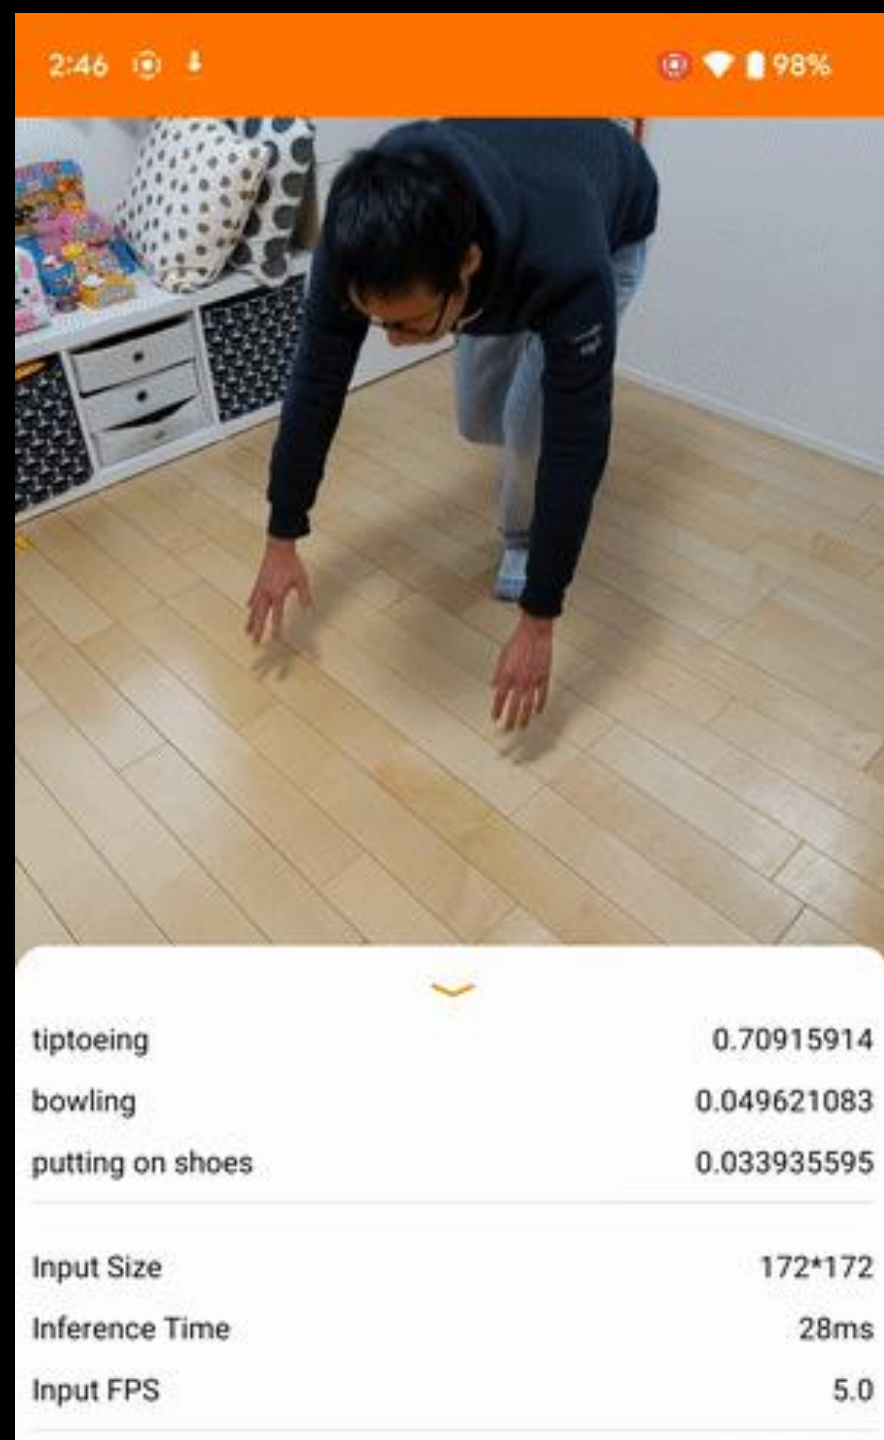 2:46 98%
tiptoeing 0.70915914
bowling 0.049621083
putting on shoes 0.033935595
Input Size 172*172
Inference Time 28ms
Input FPS 5.0